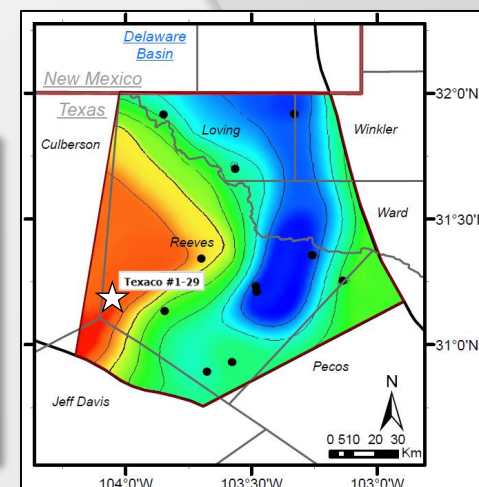 Delaware
Basin
New Mexico
Texas
32°0'N
Loving
Winkler
Culberson
Ward
31°30'N
Reeves
Texaco #1-29
31°0'N
Pecos
Jeff Davis
N
0 510 20 30
Km
104°0'W 103°30'W 103°0'W